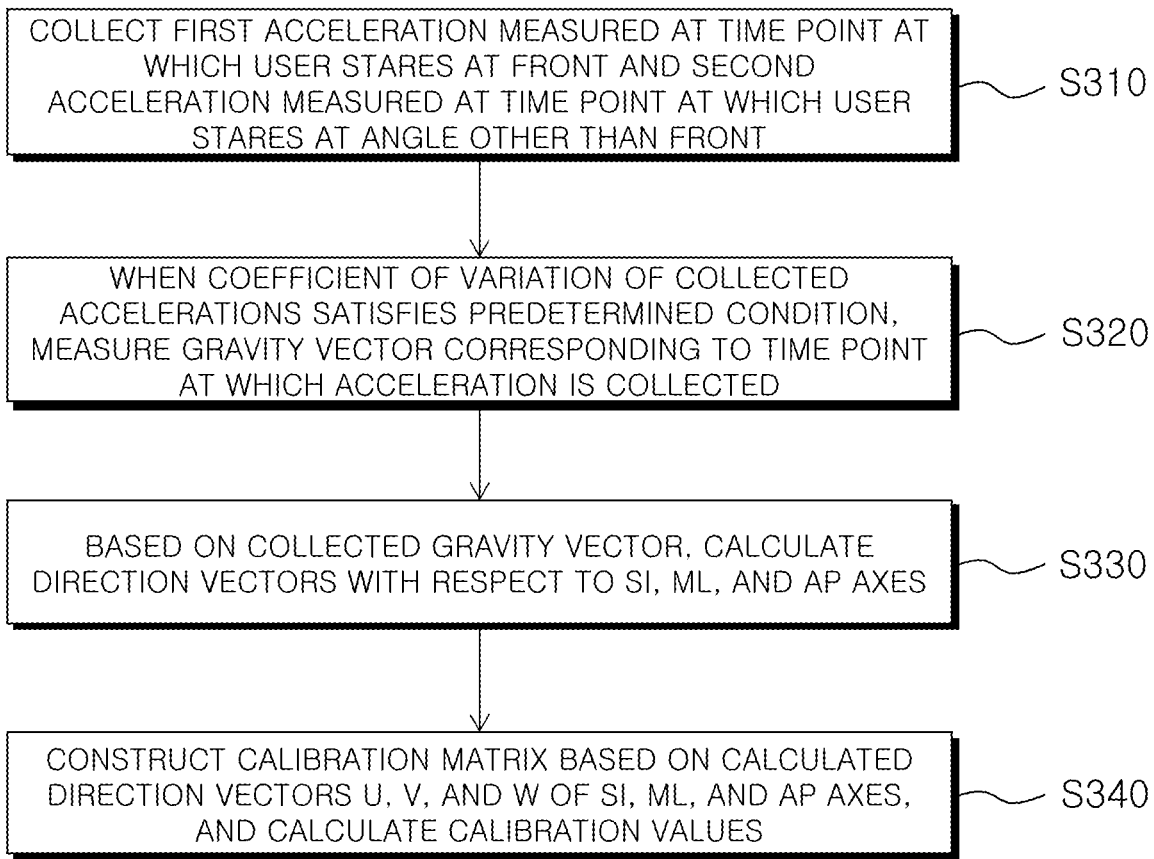 COLLECT FIRST ACCELERATION MEASURED AT TIME POINT AT
WHICH USER STARES AT FRONT AND SECOND
ACCELERATION MEASURED AT TIME POINT AT WHICH USER
STARES AT ANGLE OTHER THAN FRONT
S310
WHEN COEFFICIENT OF VARIATION OF COLLECTED
ACCELERATIONS SATISFIES PREDETERMINED CONDITION,
MEASURE GRAVITY VECTOR CORRESPONDING TO TIME POINT
AT WHICH ACCELERATION IS COLLECTED
S320
BASED ON COLLECTED GRAVITY VECTOR, CALCULATE
DIRECTION VECTORS WITH RESPECT TO SI, ML, AND AP AXES
S330
CONSTRUCT CALIBRATION MATRIX BASED ON CALCULATED
DIRECTION VECTORS U, V, AND W OF SI, ML, AND AP AXES,
AND CALCULATE CALIBRATION VALUES
S340